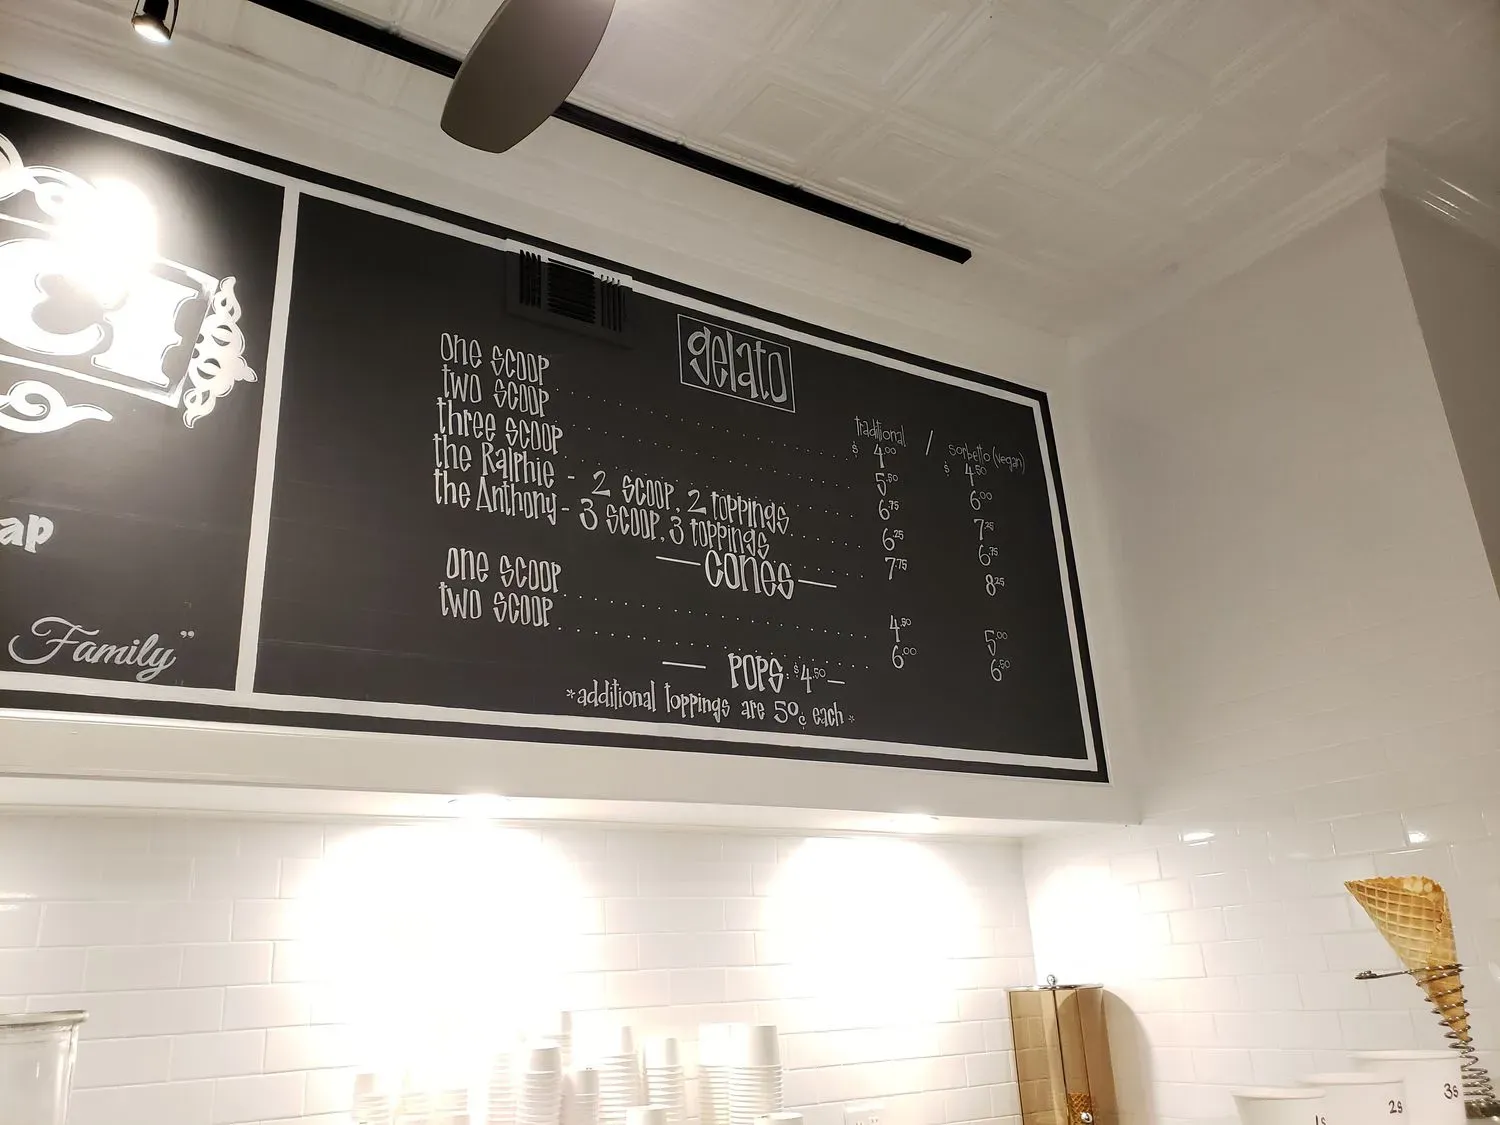 CI
ap
Family"
gelato
traditional / sorbetto (vegan)
one scoop $4.00 $4.50
two scoop 5.50 6.00
three scoop 6.75 7.25
the Ralphie - 2 scoop, 2 toppings 6.25 6.75
the Anthony - 3 scoop, 3 toppings 7.75 8.25
—cones—
one scoop 4.50 5.00
two scoop 6.00 6.50
— POPS: $4.50 —
*additional toppings are 50¢ each*
1s
2s
3s